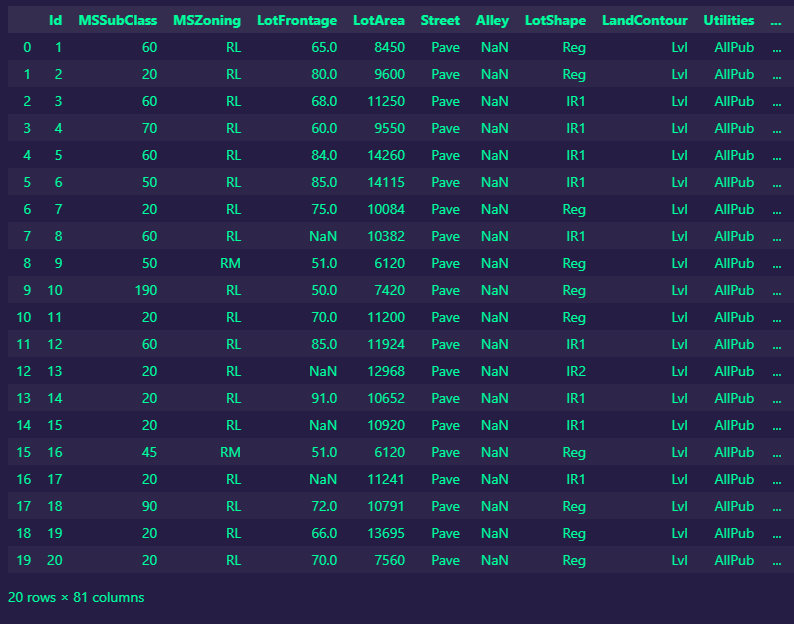 Id MSSubClass MSZoning LotFrontage LotArea Street Alley LotShape LandContour Utilities ...
0 1 60 RL 65.0 8450 Pave NaN Reg Lvl AllPub ...
1 2 20 RL 80.0 9600 Pave NaN Reg Lvl AllPub ...
2 3 60 RL 68.0 11250 Pave NaN IR1 Lvl AllPub ...
3 4 70 RL 60.0 9550 Pave NaN IR1 Lvl AllPub ...
4 5 60 RL 84.0 14260 Pave NaN IR1 Lvl AllPub ...
5 6 50 RL 85.0 14115 Pave NaN IR1 Lvl AllPub ...
6 7 20 RL 75.0 10084 Pave NaN Reg Lvl AllPub ...
7 8 60 RL NaN 10382 Pave NaN IR1 Lvl AllPub ...
8 9 50 RM 51.0 6120 Pave NaN Reg Lvl AllPub ...
9 10 190 RL 50.0 7420 Pave NaN Reg Lvl AllPub ...
10 11 20 RL 70.0 11200 Pave NaN Reg Lvl AllPub ...
11 12 60 RL 85.0 11924 Pave NaN IR1 Lvl AllPub ...
12 13 20 RL NaN 12968 Pave NaN IR2 Lvl AllPub ...
13 14 20 RL 91.0 10652 Pave NaN IR1 Lvl AllPub ...
14 15 20 RL NaN 10920 Pave NaN IR1 Lvl AllPub ...
15 16 45 RM 51.0 6120 Pave NaN Reg Lvl AllPub ...
16 17 20 RL NaN 11241 Pave NaN IR1 Lvl AllPub ...
17 18 90 RL 72.0 10791 Pave NaN Reg Lvl AllPub ...
18 19 20 RL 66.0 13695 Pave NaN Reg Lvl AllPub ...
19 20 20 RL 70.0 7560 Pave NaN Reg Lvl AllPub ...
20 rows × 81 columns